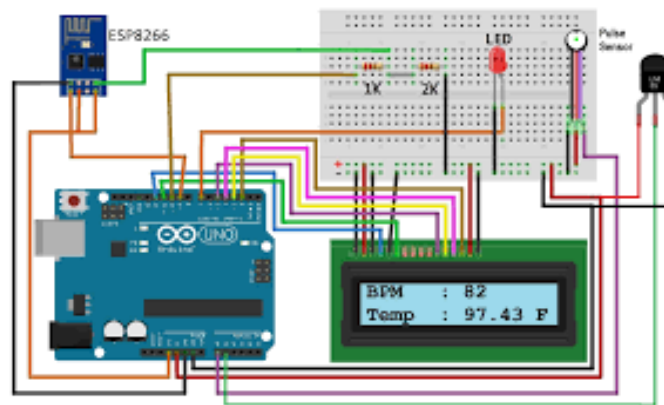 ESP8266
LED
Pulse
Sensor
1K
2K
UNO
BPM : 82
Temp : 97.43 F